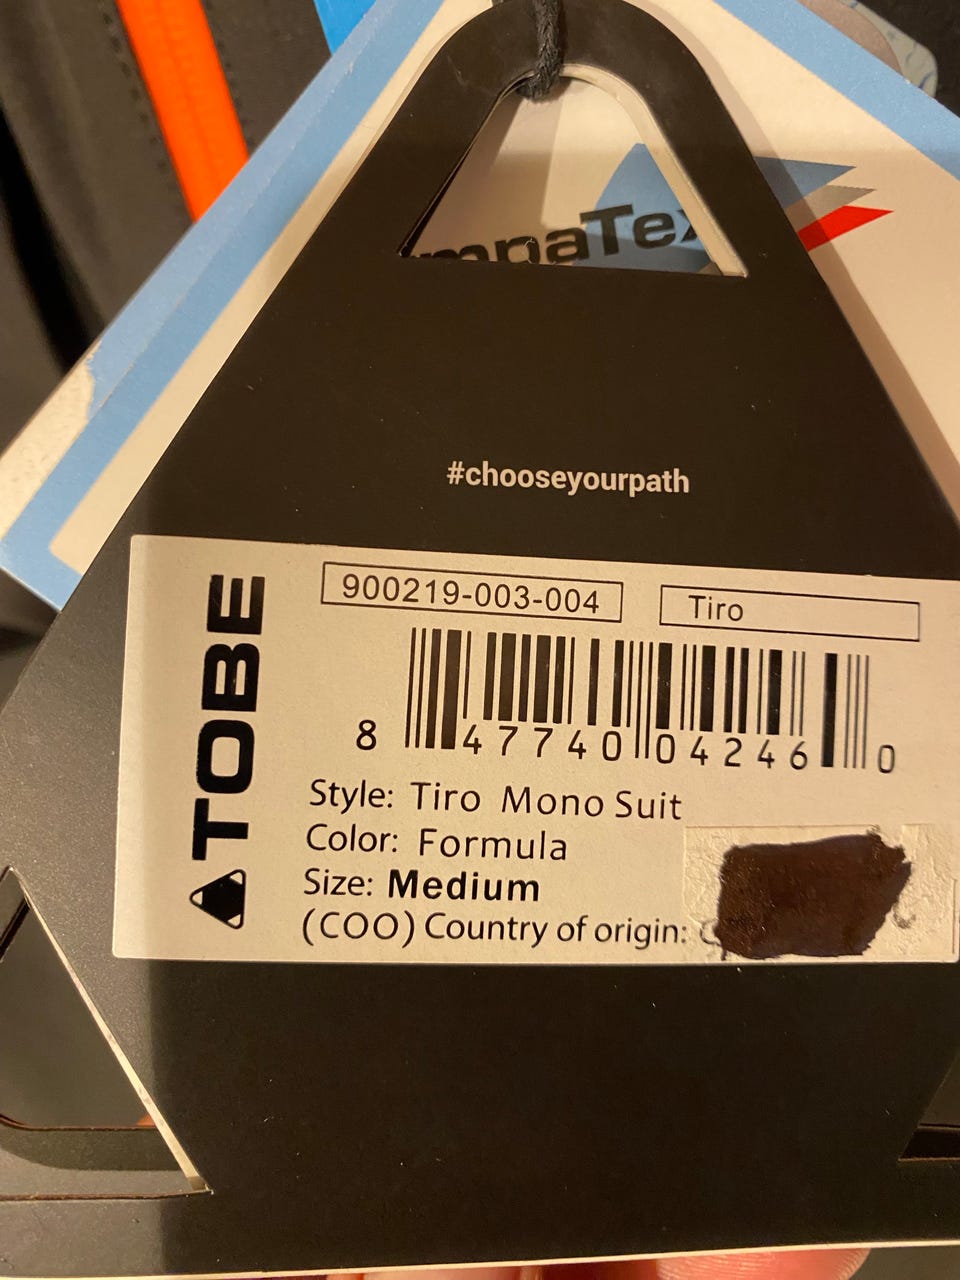 #chooseyourpath
TOBE
900219-003-004
Tiro
8 47740 04246 0
Style: Tiro Mono Suit
Color: Formula
Size: Medium
(COO) Country of origin: